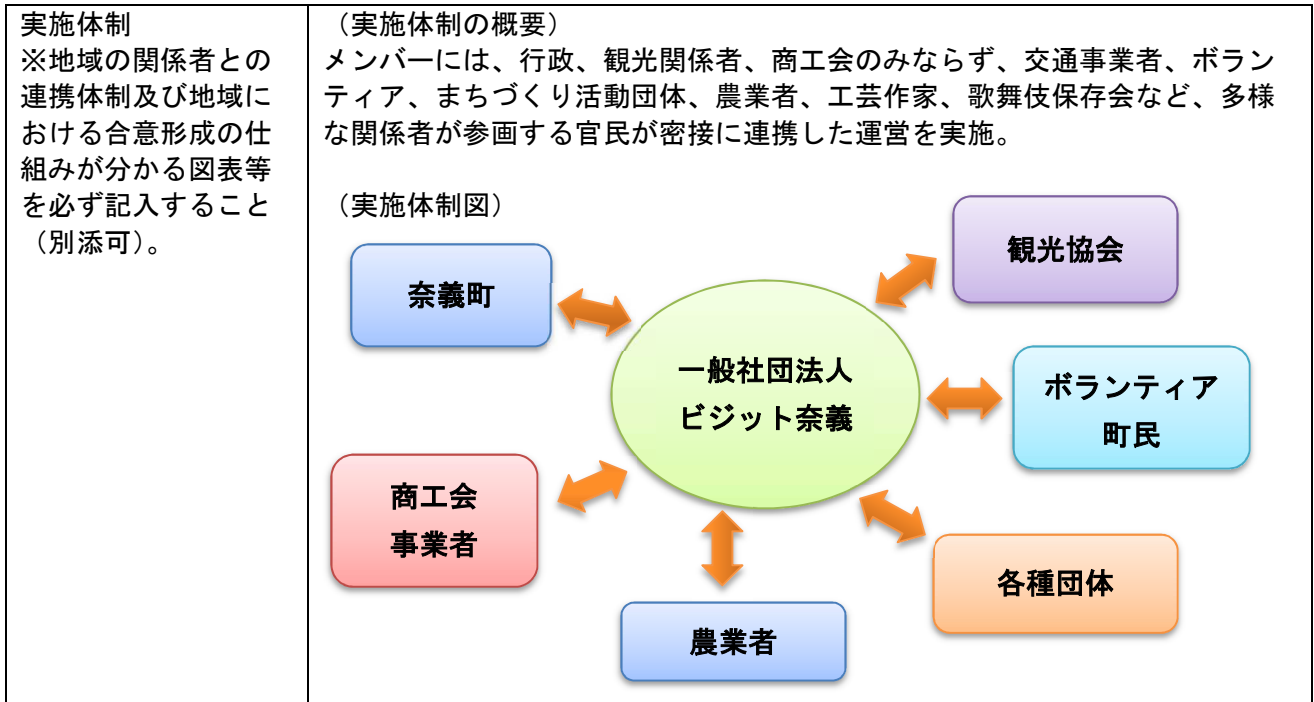 実施体制
※地域の関係者との
連携体制及び地域に
おける合意形成の仕
組みが分かる図表等
を必ず記入すること
（別添可）。
（実施体制の概要）
メンバーには、行政、観光関係者、商工会のみならず、交通事業者、ボラン
ティア、まちづくり活動団体、農業者、工芸作家、歌舞伎保存会など、多様
な関係者が参画する官民が密接に連携した運営を実施。
（実施体制図）
観光協会
奈義町
一般社団法人
ビジット奈義
ボランティア
町民
商工会
事業者
各種団体
農業者